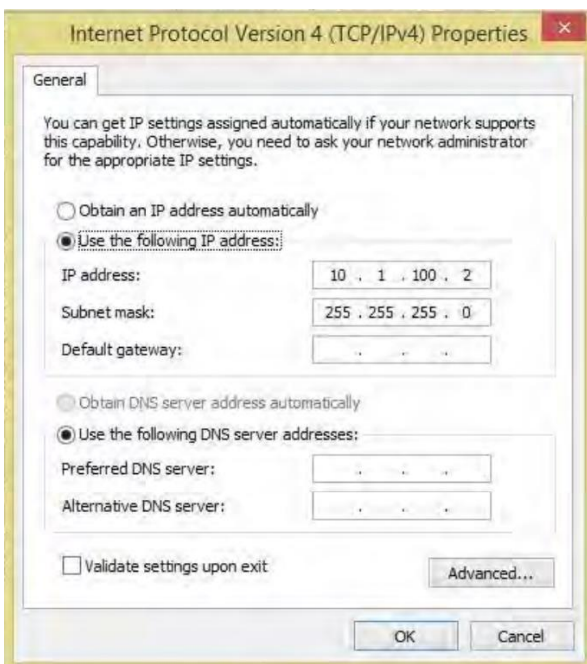 Internet Protocol Version 4 (TCP/IPv4) Properties
General
You can get IP settings assigned automatically if your network supports
this capability. Otherwise, you need to ask your network administrator
for the appropriate IP settings.
Obtain an IP address automatically
Use the following IP address:
IP address: 10 . 1 . 100 . 2
Subnet mask: 255 . 255 . 255 . 0
Default gateway: . . .
Obtain DNS server address automatically
Use the following DNS server addresses:
Preferred DNS server: . . .
Alternative DNS server: . . .
Validate settings upon exit
Advanced...
OK Cancel